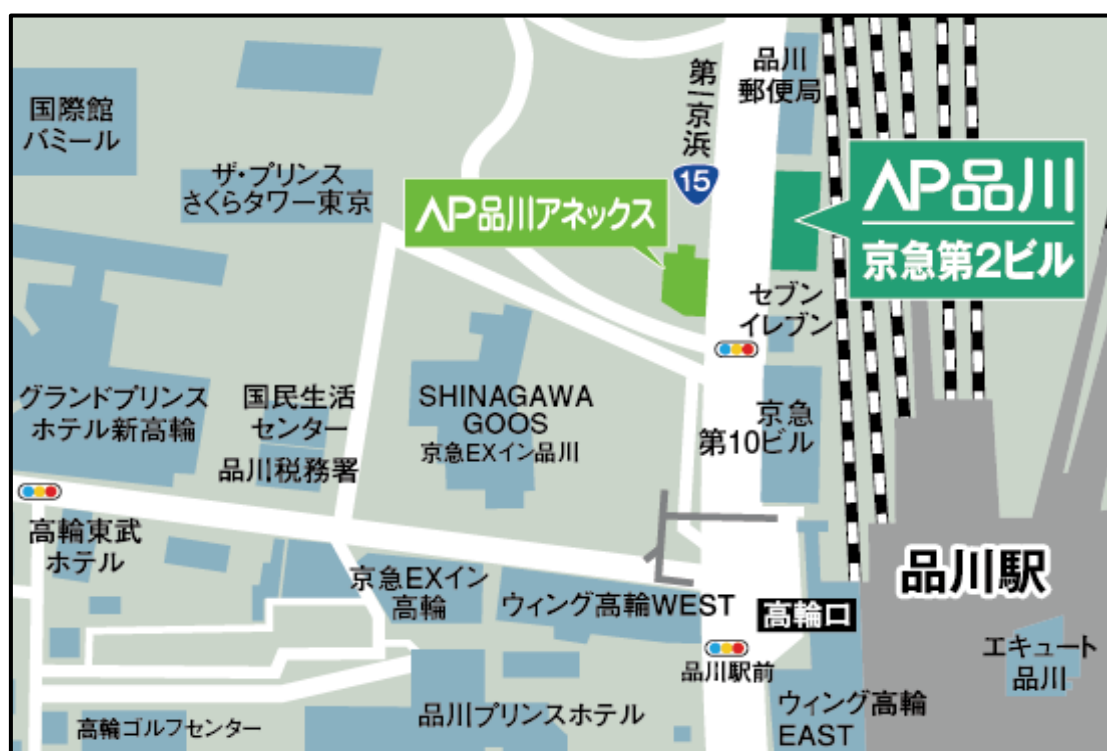 品川
郵便局
第一京浜
15
国際館
パミール
ザ・プリンス
さくらタワー東京
AP品川アネックス
AP品川
京急第2ビル
セブン
イレブン
グランドプリンス
ホテル新高輪
国民生活
センター
品川税務署
SHINAGAWA
GOOS
京急EXイン品川
京急
第10ビル
高輪東武
ホテル
京急EXイン
高輪
ウィング高輪WEST
高輪口
品川駅
エキュート
品川
品川駅前
高輪ゴルフセンター
品川プリンスホテル
ウィング高輪
EAST